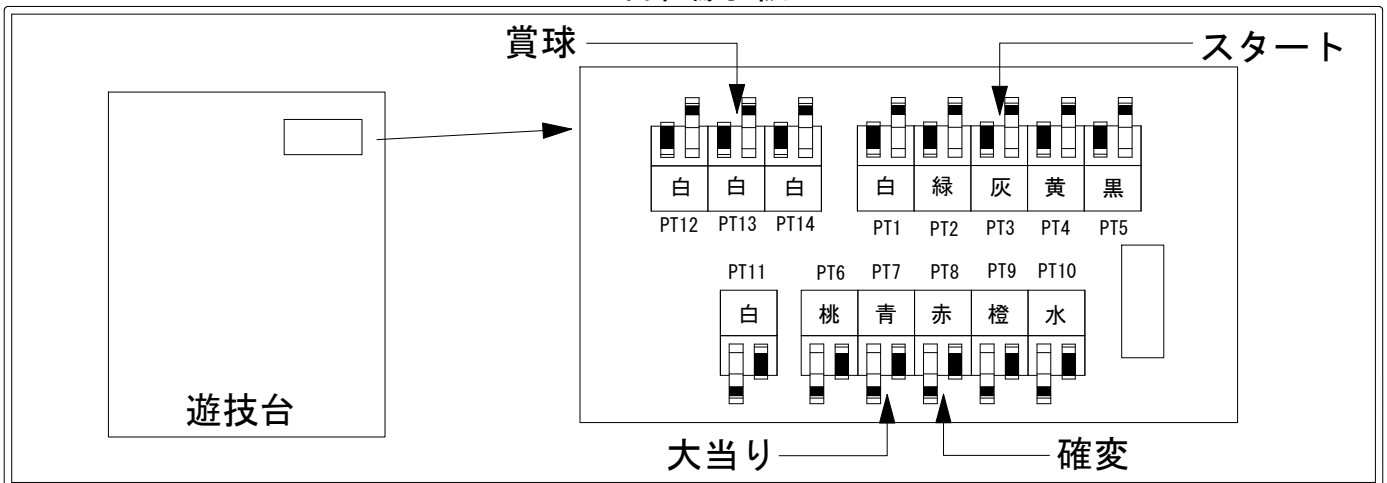 賞球
スタート
白 白 白 白 緑 灰 黄 黒
PT12 PT13 PT14 PT1 PT2 PT3 PT4 PT5
PT11 PT6 PT7 PT8 PT9 PT10
白 桃 青 赤 橙 水
遊技台
大当り
確変